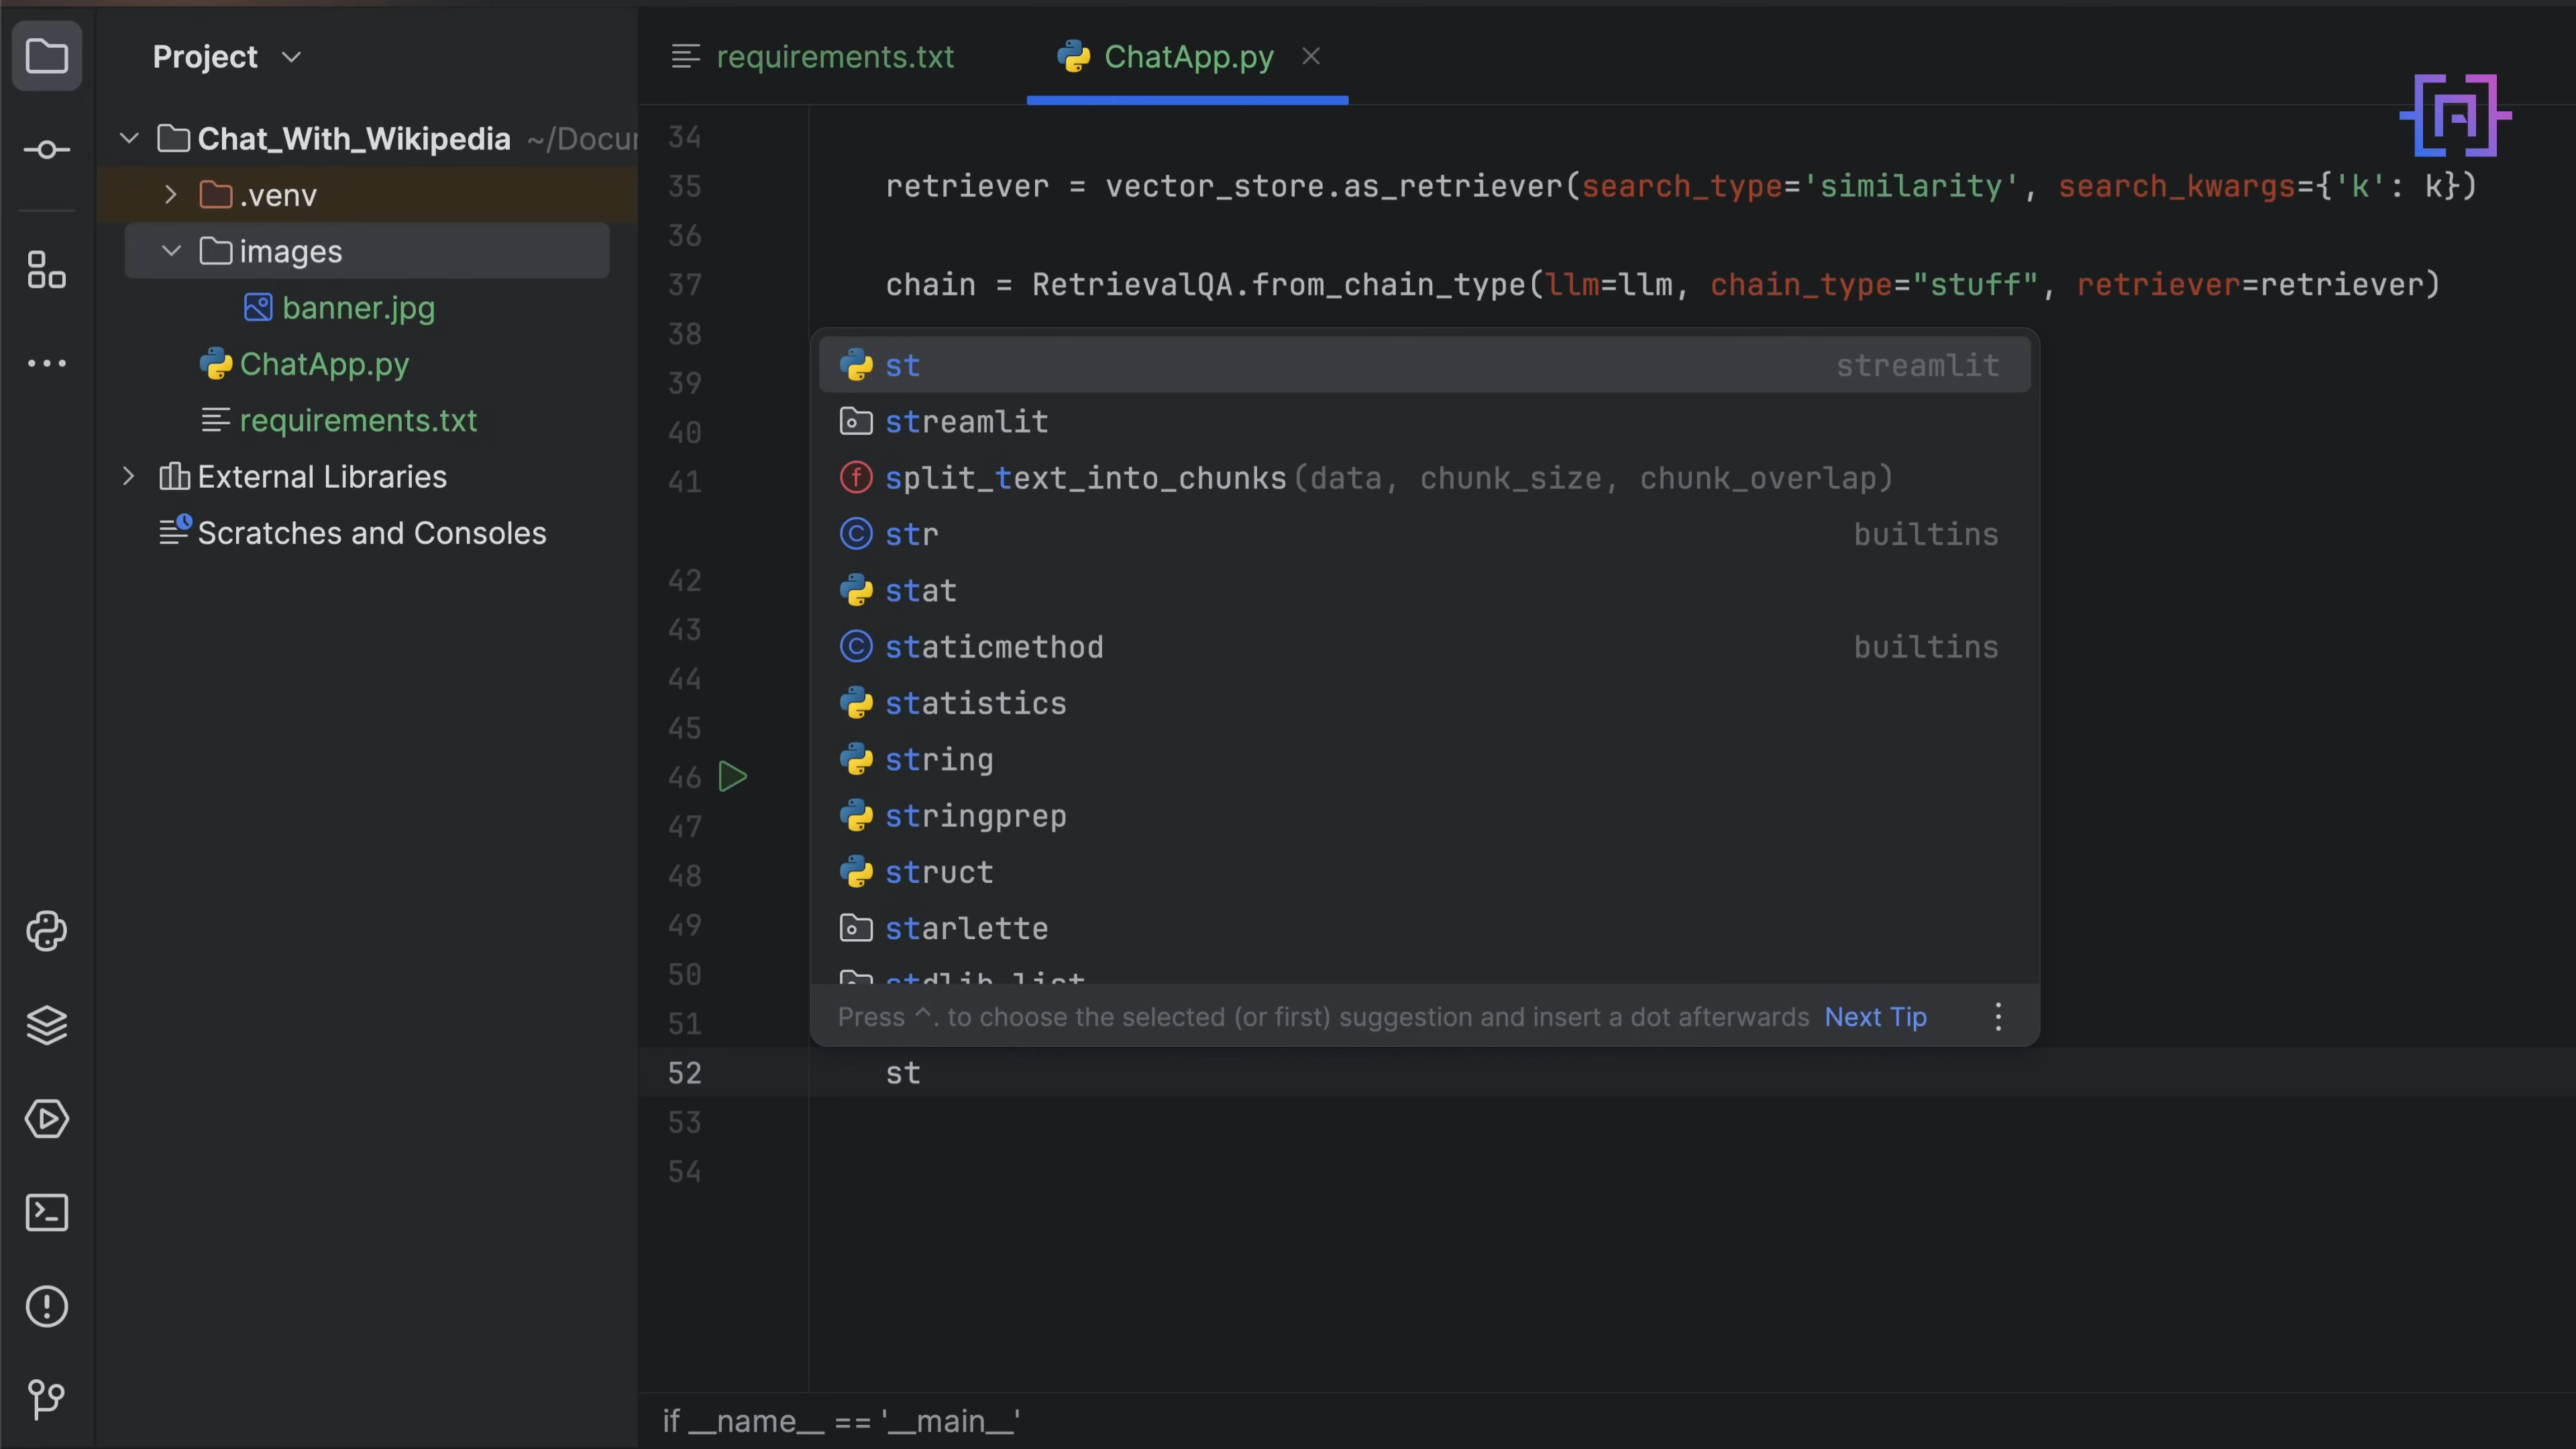 Project
Chat_With_Wikipedia ~/Docu
.venv
images
banner.jpg
ChatApp.py
requirements.txt
External Libraries
Scratches and Consoles
requirements.txt
ChatApp.py
34
35 retriever = vector_store.as_retriever(search_type='similarity', search_kwargs={'k': k})
36
37 chain = RetrievalQA.from_chain_type(llm=llm, chain_type="stuff", retriever=retriever)
38
39
40
41
42
43
44
45
46
47
48
49
50
51
st streamlit
streamlit
split_text_into_chunks(data, chunk_size, chunk_overlap)
str builtins
stat
staticmethod builtins
statistics
string
stringprep
struct
starlette
stdlib_list
Press ^. to choose the selected (or first) suggestion and insert a dot afterwards Next Tip
52 st
53
54
if __name__ == '__main__'